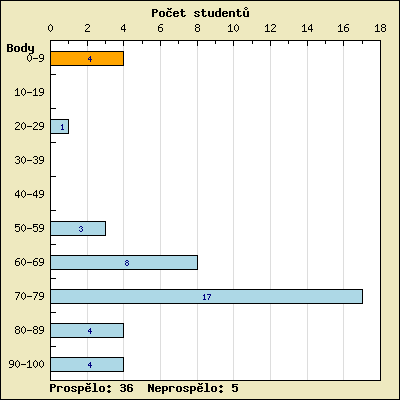 Počet studentů
0 2 4 6 8 10 12 14 16 18
Body
0-9 4
10-19
20-29 1
30-39
40-49
50-59 3
60-69 8
70-79 17
80-89 4
90-100 4
Prospělo: 36 Neprospělo: 5